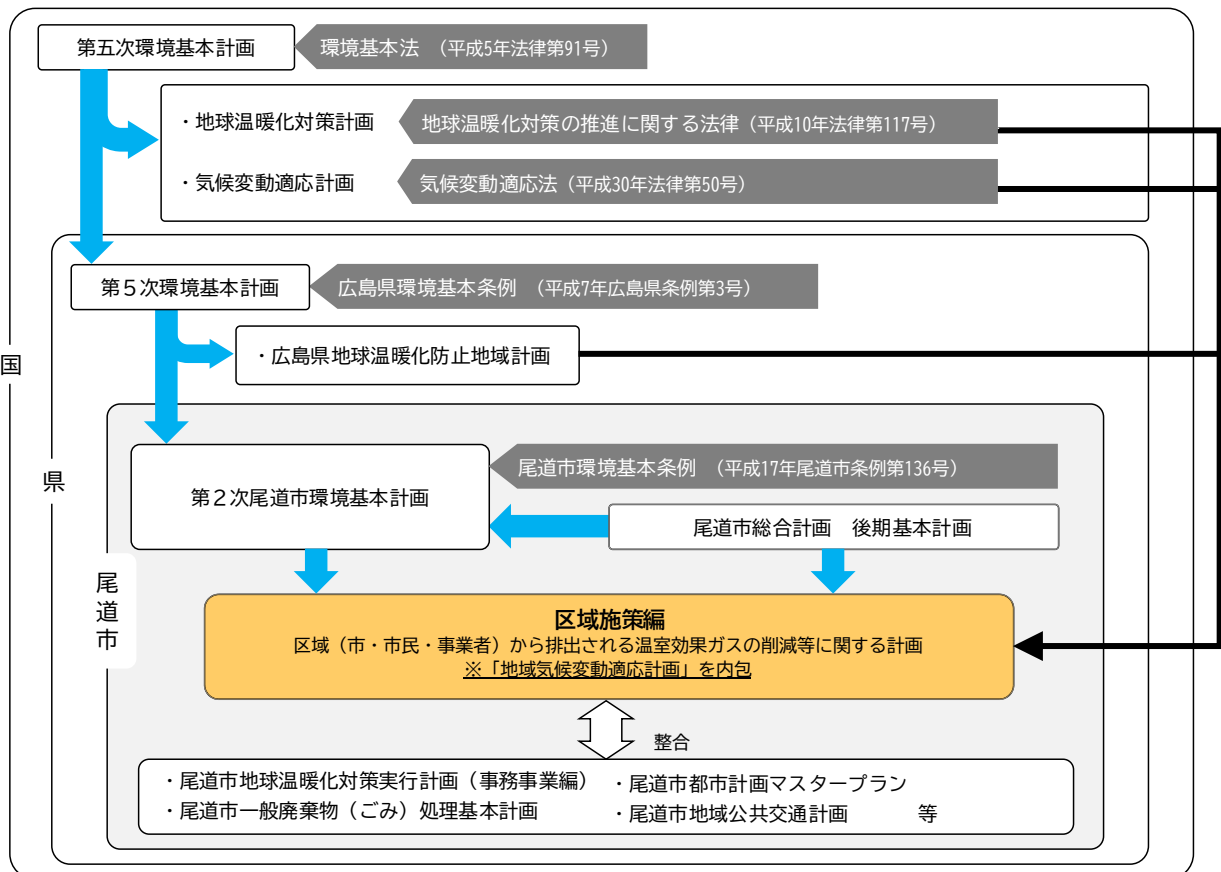 第五次環境基本計画
環境基本法　（平成5年法律第91号）
・地球温暖化対策計画
地球温暖化対策の推進に関する法律（平成10年法律第117号）
・気候変動適応計画
気候変動適応法（平成30年法律第50号）
第５次環境基本計画
広島県環境基本条例　（平成7年広島県条例第3号）
国
・広島県地球温暖化防止地域計画
県
尾道市環境基本条例　（平成17年尾道市条例第136号）
第２次尾道市環境基本計画
尾道市総合計画　後期基本計画
尾道市
区域施策編
区域（市・市民・事業者）から排出される温室効果ガスの削減等に関する計画
※「地域気候変動適応計画」を内包
整合
・尾道市地球温暖化対策実行計画（事務事業編）
・尾道市都市計画マスタープラン
・尾道市一般廃棄物（ごみ）処理基本計画
・尾道市地域公共交通計画　　　等